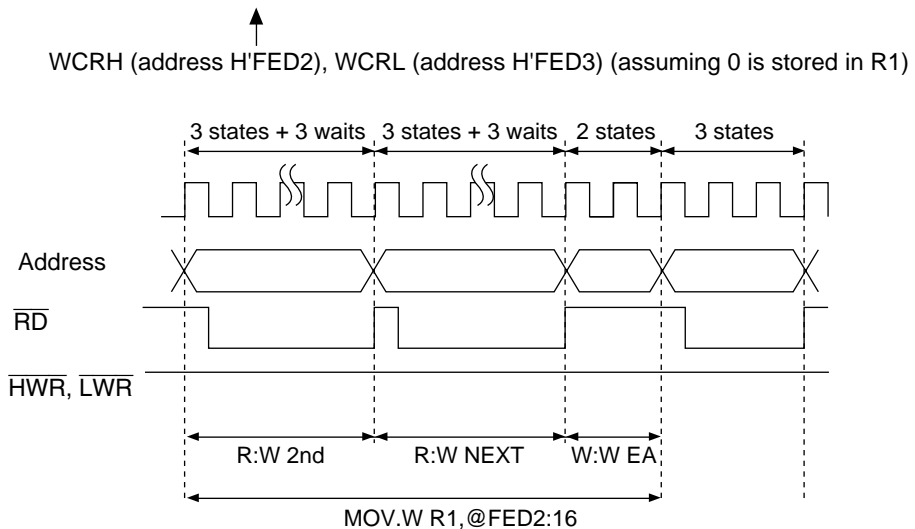 WCRH (address H'FED2), WCRL (address H'FED3) (assuming 0 is stored in R1)
3 states + 3 waits 3 states + 3 waits 2 states 3 states
Address
RD
HWR, LWR
R:W 2nd R:W NEXT W:W EA
MOV.W R1,@FED2:16